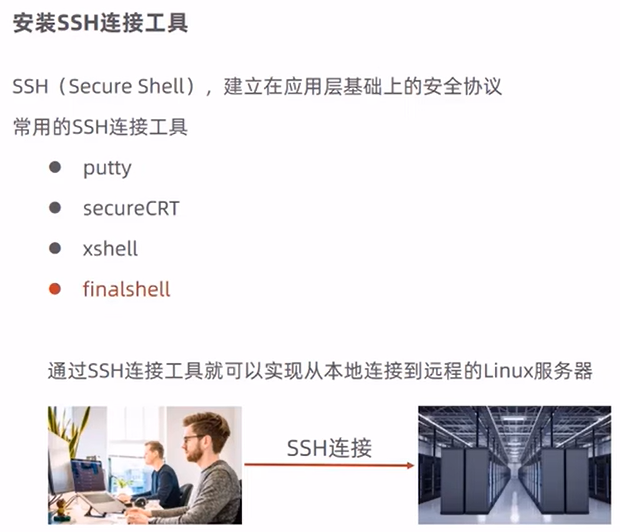 安装SSH连接工具
SSH（Secure Shell），建立在应用层基础上的安全协议
常用的SSH连接工具
● putty
● secureCRT
● xshell
● finalshell
通过SSH连接工具就可以实现从本地连接到远程的Linux服务器
SSH连接